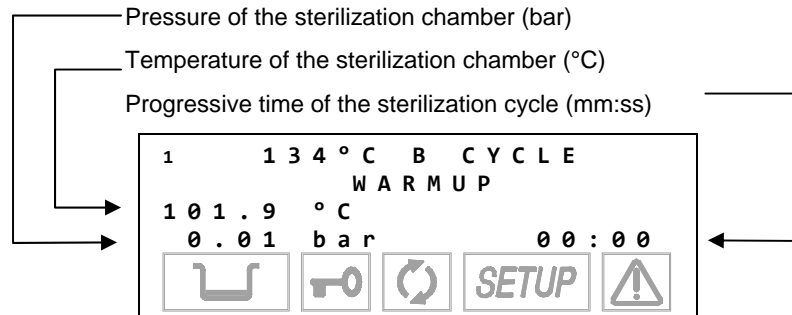 Pressure of the sterilization chamber (bar)
Temperature of the sterilization chamber (°C)
Progressive time of the sterilization cycle (mm:ss)
1 134°C B CYCLE
WARMUP
101.9 °C
0.01 bar 00:00
SETUP